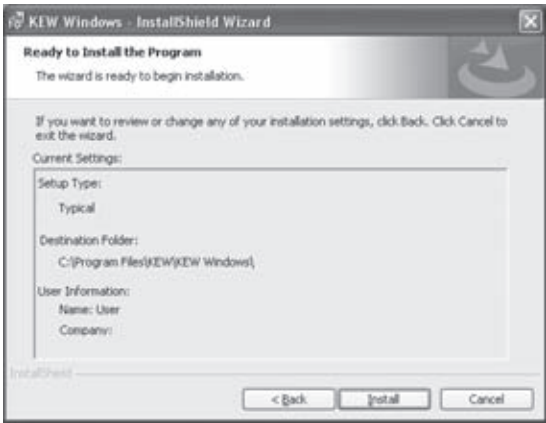 KEW Windows - InstallShield Wizard
Ready to Install the Program
The wizard is ready to begin installation.
If you want to review or change any of your installation settings, click Back. Click Cancel to
exit the wizard.
Current Settings:
Setup Type:
Typical
Destination Folder:
C:\Program Files\KEW\KEW Windows\
User Information:
Name: User
Company:
InstallShield
< Back
Install
Cancel